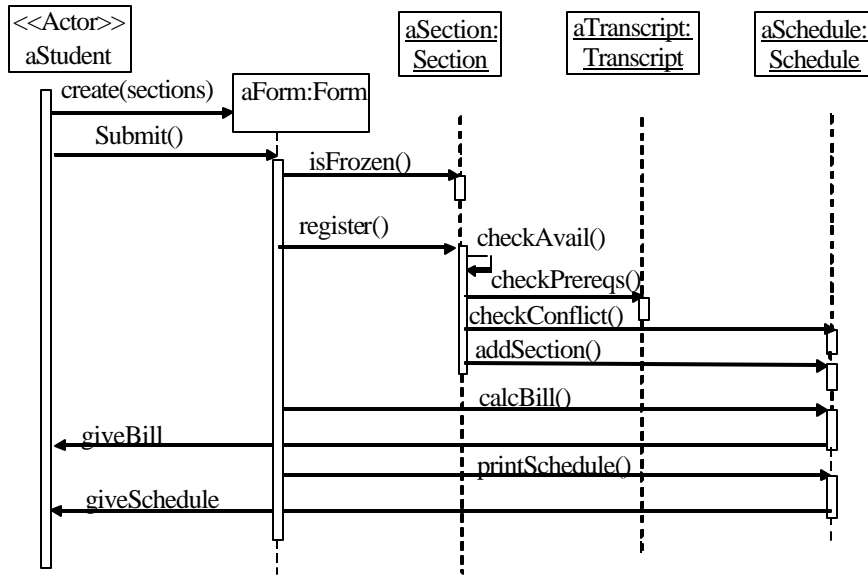 <<Actor>>
aStudent
aSection:
Section
aTranscript:
Transcript
aSchedule:
Schedule
create(sections)
aForm:Form
Submit()
isFrozen()
register()
checkAvail()
checkPrereqs()
checkConflict()
addSection()
calcBill()
giveBill
printSchedule()
giveSchedule